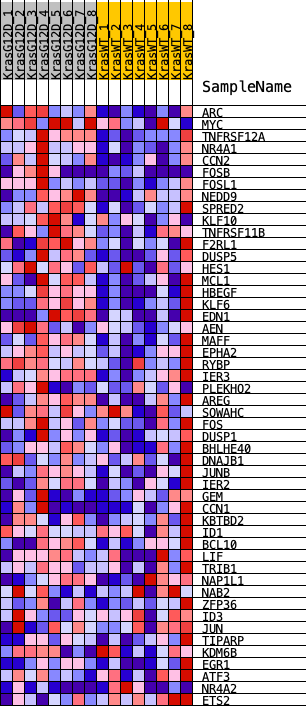 KrasG12D_1
KrasG12D_2
KrasG12D_3
KrasG12D_4
KrasG12D_5
KrasG12D_6
KrasG12D_7
KrasG12D_8
KrasWT_1
KrasWT_2
KrasWT_3
KrasWT_4
KrasWT_5
KrasWT_6
KrasWT_7
KrasWT_8
SampleName
ARC
MYC
TNFRSF12A
NR4A1
CCN2
FOSB
FOSL1
NEDD9
SPRED2
KLF10
TNFRSF11B
F2RL1
DUSP5
HES1
MCL1
HBEGF
KLF6
EDN1
AEN
MAFF
EPHA2
RYBP
IER3
PLEKHO2
AREG
SOWAHC
FOS
DUSP1
BHLHE40
DNAJB1
JUNB
IER2
GEM
CCN1
KBTBD2
ID1
BCL10
LIF
TRIB1
NAP1L1
NAB2
ZFP36
ID3
JUN
TIPARP
KDM6B
EGR1
ATF3
NR4A2
ETS2